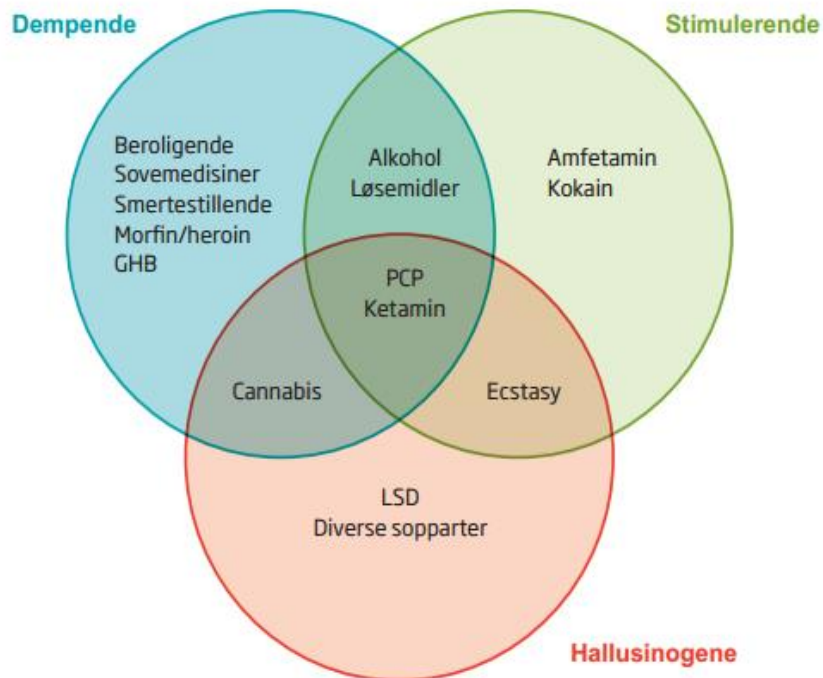 Dempende
Stimulerende
Beroligende
Sovemedisiner
Smertestillende
Morfin/heroin
GHB
Alkohol
Løsemidler
Amfetamin
Kokain
PCP
Ketamin
Cannabis
Ecstasy
LSD
Diverse sopparter
Hallusinogene